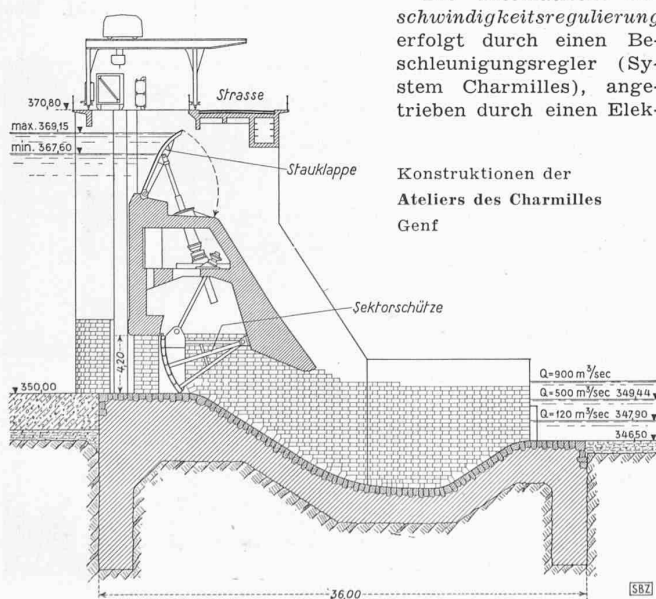 schwindigkeitsregulierung
erfolgt durch einen Be-
schleunigungsregler (Sy-
stem Charmilles), ange-
trieben durch einen Elek-
Konstruktionen der
Ateliers des Charmilles
Genf
Strasse
370,80
max. 369,15
min. 367,60
Stauklappe
Sektorschütze
4,20
350,00
Q=900 m³/sec
Q=500 m³/sec 349,44
Q=120 m³/sec 347,90
346,50
36,00
SBZ